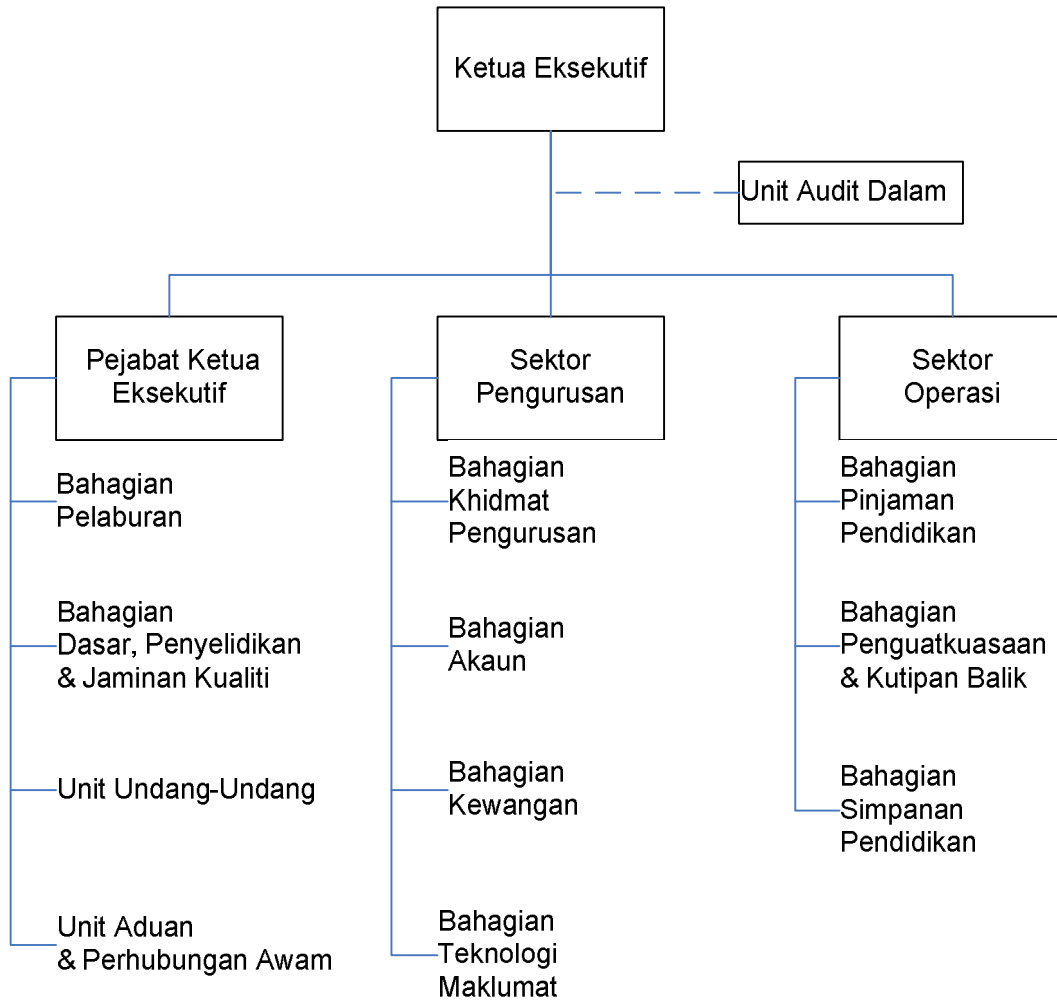 Ketua Eksekutif
Unit Audit Dalam
Pejabat Ketua
Eksekutif
Bahagian
Pelaburan
Bahagian
Dasar, Penyelidikan
& Jaminan Kualiti
Unit Undang-Undang
Unit Aduan
& Perhubungan Awam
Sektor
Pengurusan
Bahagian
Khidmat
Pengurusan
Bahagian
Akaun
Bahagian
Kewangan
Bahagian
Teknologi
Maklumat
Sektor
Operasi
Bahagian
Pinjaman
Pendidikan
Bahagian
Penguatkuasaan
& Kutipan Balik
Bahagian
Simpanan
Pendidikan